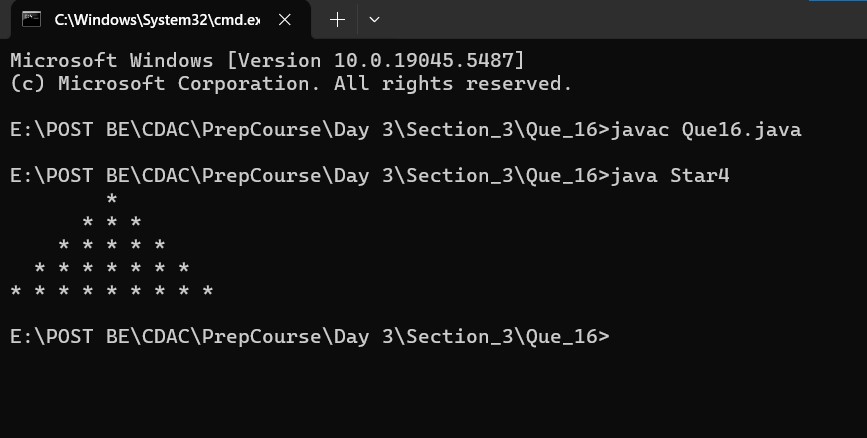 C:\Windows\System32\cmd.ex
Microsoft Windows [Version 10.0.19045.5487]
(c) Microsoft Corporation. All rights reserved.
E:\POST BE\CDAC\PrepCourse\Day 3\Section_3\Que_16>javac Que16.java
E:\POST BE\CDAC\PrepCourse\Day 3\Section_3\Que_16>java Star4
        *
      * * *
    * * * * *
  * * * * * * *
* * * * * * * * *
E:\POST BE\CDAC\PrepCourse\Day 3\Section_3\Que_16>